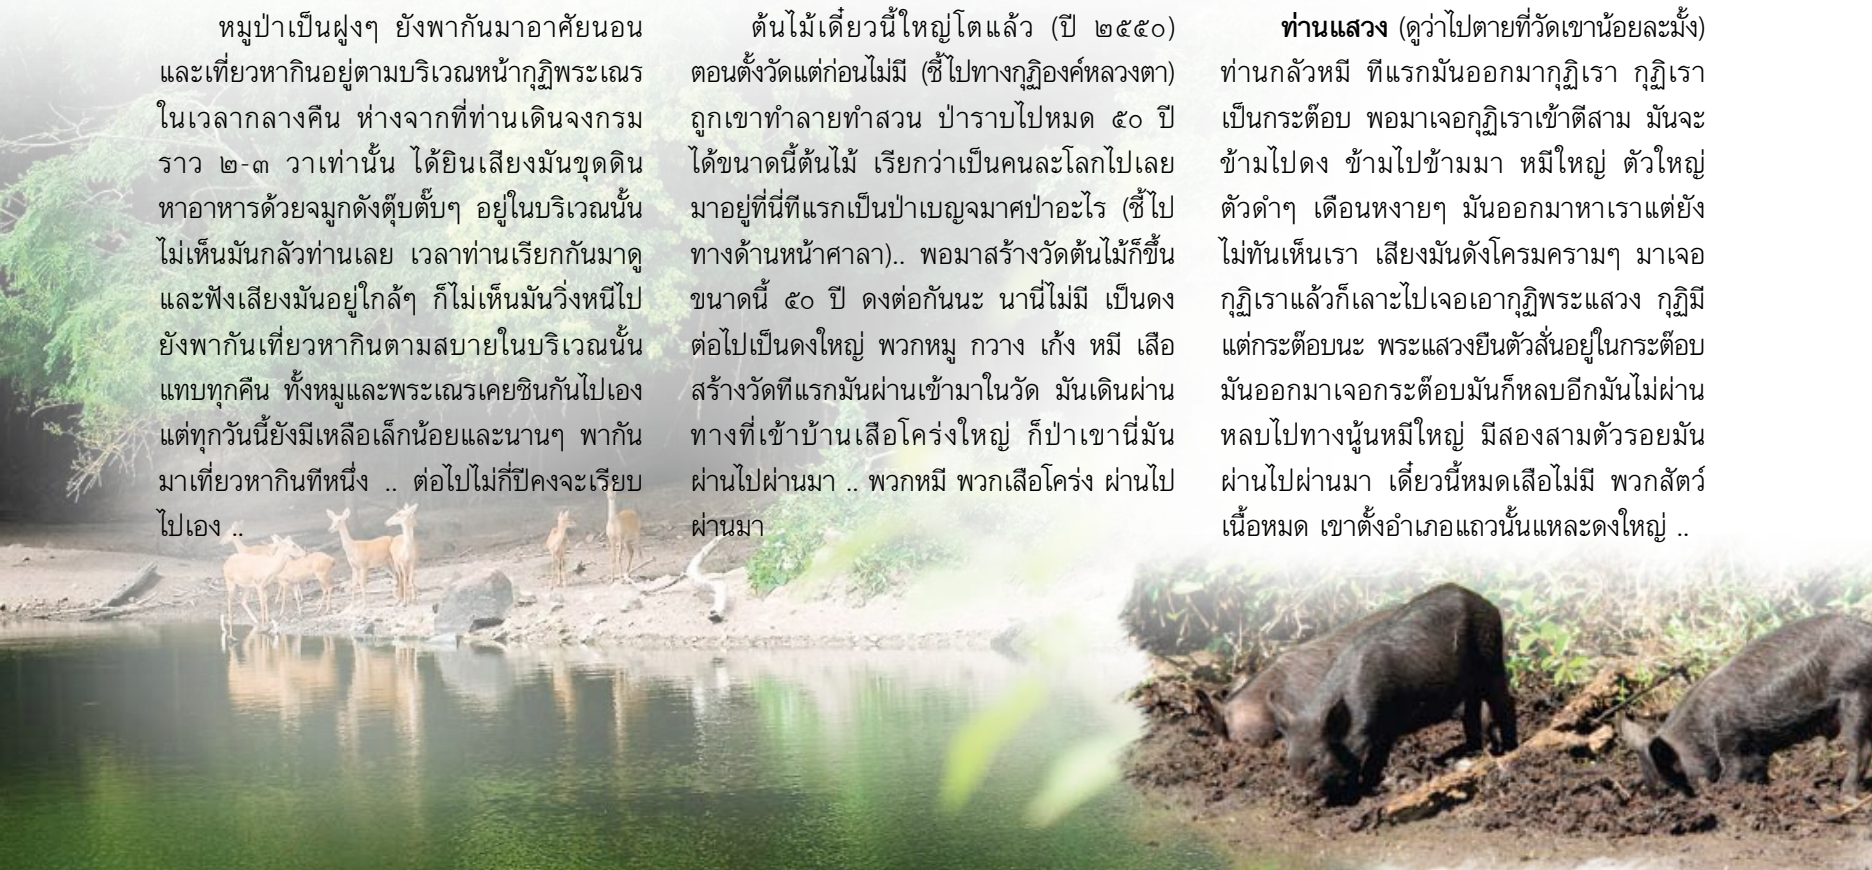 หมูป่าเป็นฝูงๆ ยังพากันมาอาศัยนอน
และเที่ยวหากินอยู่ตามบริเวณหน้ากุฏิพระเณร
ในเวลากลางคืน ห่างจากที่ท่านเดินจงกรม
ราว ๒-๓ วาเท่านั้น ได้ยินเสียงมันขุดดิน
หาอาหารด้วยจมูกดังตุ๊บตั๊บๆ อยู่ในบริเวณนั้น
ไม่เห็นมันกลัวท่านเลย เวลาท่านเรียกกันมาดู
และฟังเสียงมันอยู่ใกล้ๆ ก็ไม่เห็นมันวิ่งหนีไป
ยังพากันเที่ยวหากินตามสบายในบริเวณนั้น
แทบทุกคืน ทั้งหมูและพระเณรเคยชินกันไปเอง
แต่ทุกวันนี้ยังมีเหลือเล็กน้อยและนานๆ พากัน
มาเที่ยวหากินทีหนึ่ง .. ต่อไปไม่กี่ปีคงจะเรียบ
ไปเอง ..
ต้นไม้เดี๋ยวนี้ใหญ่โตแล้ว (ปี ๒๕๕๐)
ตอนตั้งวัดแต่ก่อนไม่มี (ชี้ไปทางกุฏิองค์หลวงตา)
ถูกเขาทำลายทำสวน ป่าราบไปหมด ๕๐ ปี
ได้ขนาดนี้ต้นไม้ เรียกว่าเป็นคนละโลกไปเลย
มาอยู่ที่นี่ทีแรกเป็นป่าเบญจมาศป่าอะไร (ชี้ไป
ทางด้านหน้าศาลา).. พอมาสร้างวัดต้นไม้ก็ขึ้น
ขนาดนี้ ๕๐ ปี ดงต่อกันนะ นานี่ไม่มี เป็นดง
ต่อไปเป็นดงใหญ่ พวกหมู กวาง เก้ง หมี เสือ
สร้างวัดทีแรกมันผ่านเข้ามาในวัด มันเดินผ่าน
ทางที่เข้าบ้านเสือโคร่งใหญ่ ก็ป่าเขานี่มัน
ผ่านไปผ่านมา .. พวกหมี พวกเสือโคร่ง ผ่านไป
ผ่านมา
ท่านแสวง (ดูว่าไปตายที่วัดเขาน้อยละมั้ง)
ท่านกลัวหมี ทีแรกมันออกมากุฏิเรา กุฏิเรา
เป็นกระต๊อบ พอมาเจอกุฏิเราเข้าตีสาม มันจะ
ข้ามไปดง ข้ามไปข้ามมา หมีใหญ่ ตัวใหญ่
ตัวดำๆ เดือนหงายๆ มันออกมาหาเราแต่ยัง
ไม่ทันเห็นเรา เสียงมันดังโครมครามๆ มาเจอ
กุฏิเราแล้วก็เลาะไปเจอเอากุฏิพระแสวง กุฏิมี
แต่กระต๊อบนะ พระแสวงยืนตัวสั่นอยู่ในกระต๊อบ
มันออกมาเจอกระต๊อบมันก็หลบอีกมันไม่ผ่าน
หลบไปทางนู้นหมีใหญ่ มีสองสามตัวรอยมัน
ผ่านไปผ่านมา เดี๋ยวนี้หมดเสือไม่มี พวกสัตว์
เนื้อหมด เขาตั้งอำเภอแถวนั้นแหละดงใหญ่ ..